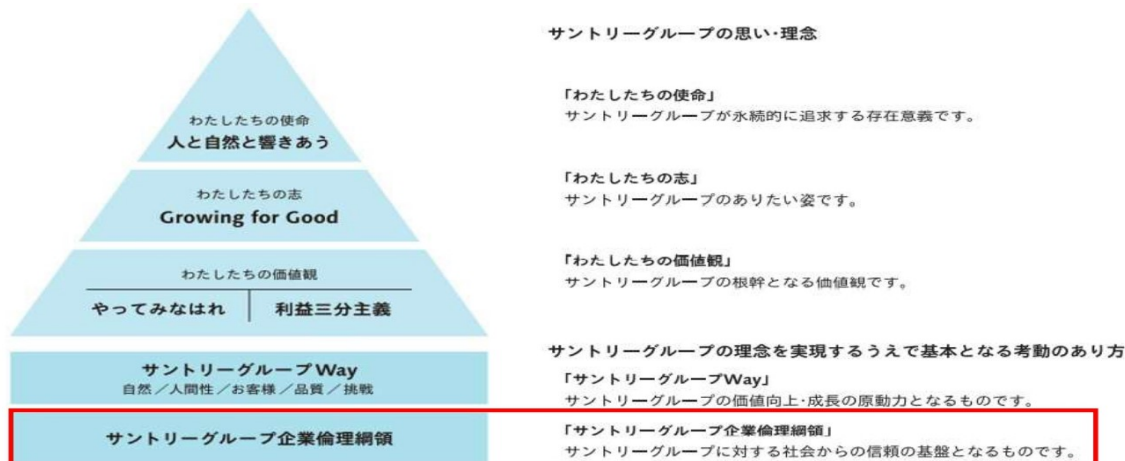 サントリーグループの思い・理念
わたしたちの使命
人と自然と響きあう
「わたしたちの使命」
サントリーグループが永続的に追求する存在意義です。
わたしたちの志
Growing for Good
「わたしたちの志」
サントリーグループのありたい姿です。
わたしたちの価値観
やってみなはれ
利益三分主義
「わたしたちの価値観」
サントリーグループの根幹となる価値観です。
サントリーグループの理念を実現するうえで基本となる考動のあり方
サントリーグループWay
自然／人間性／お客様／品質／挑戦
「サントリーグループWay」
サントリーグループの価値向上・成長の原動力となるものです。
サントリーグループ企業倫理綱領
「サントリーグループ企業倫理綱領」
サントリーグループに対する社会からの信頼の基盤となるものです。